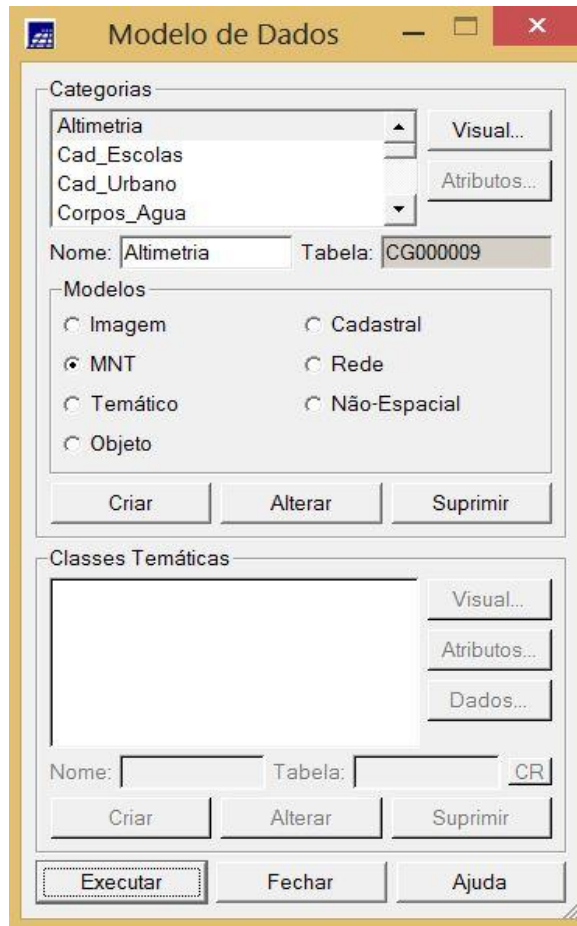 Modelo de Dados
Categorias
Altimetria
Cad_Escolas
Cad_Urbano
Corpos_Agua
Visual...
Atributos...
Nome: Altimetria Tabela: CG000009
Modelos
Imagem Cadastral
MNT Rede
Temático Não-Espacial
Objeto
Criar Alterar Suprimir
Classes Temáticas
Visual...
Atributos...
Dados...
Nome: Tabela: CR
Criar Alterar Suprimir
Executar Fechar Ajuda